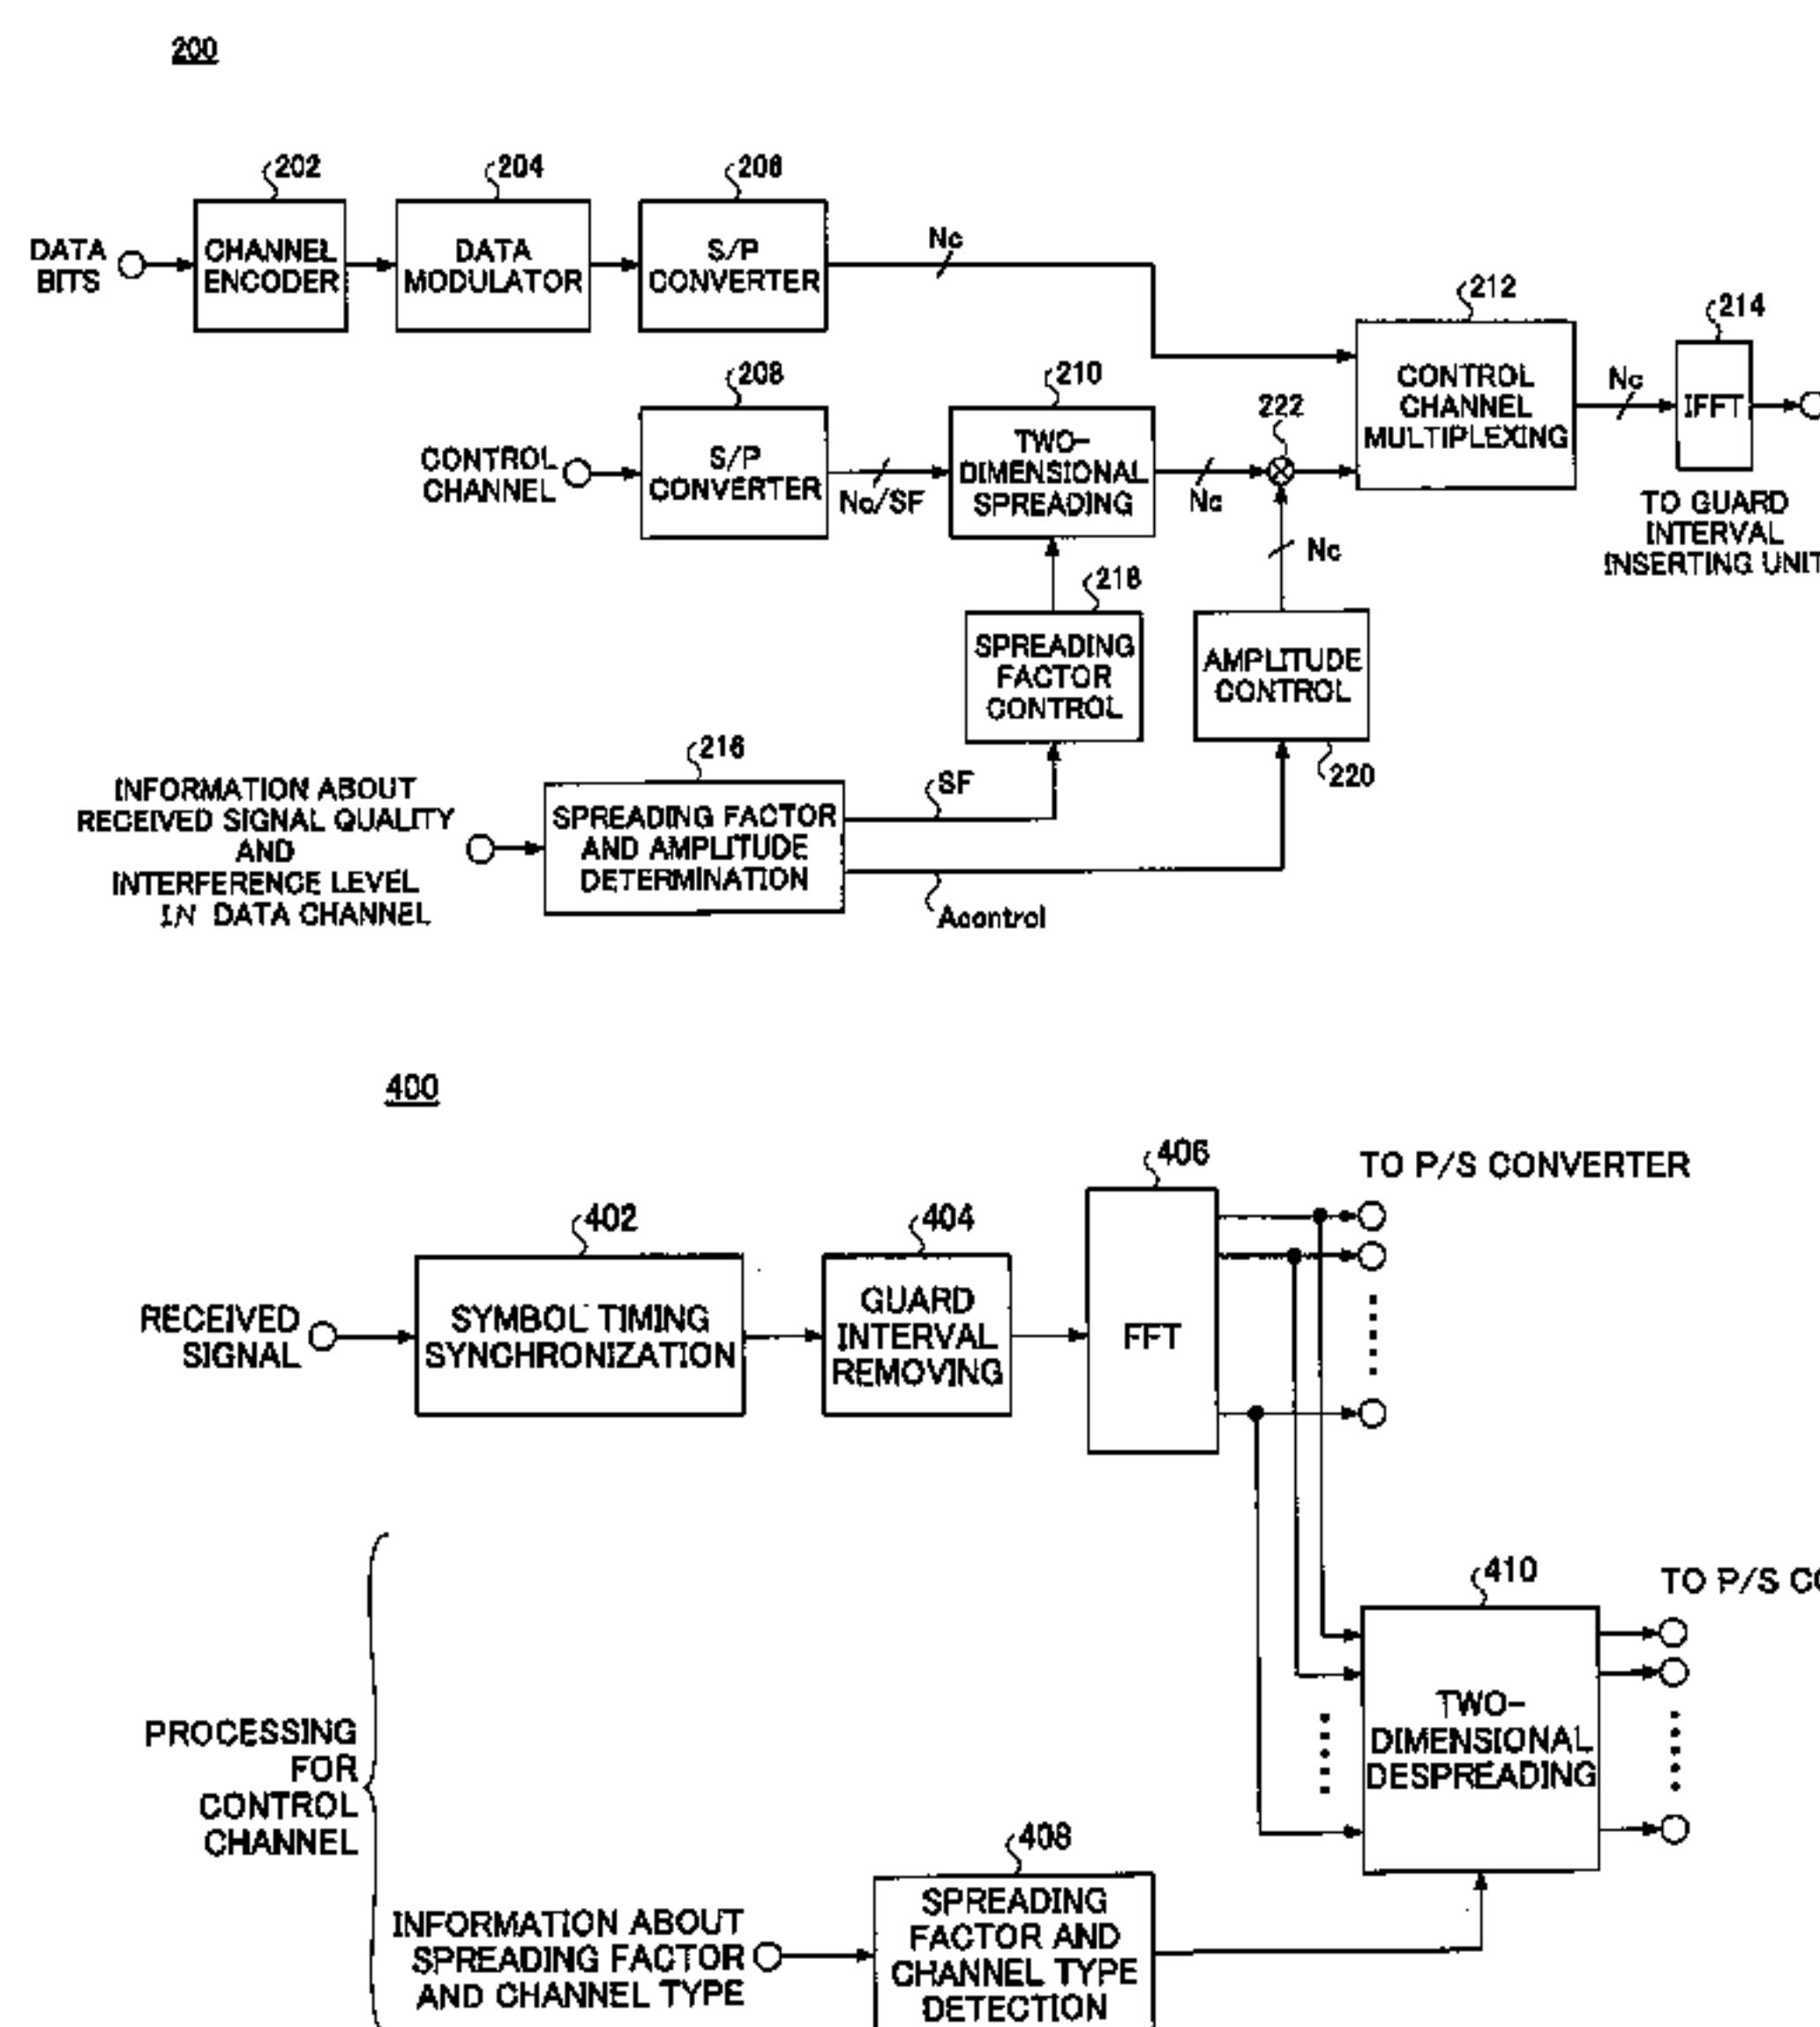 200
202
204
206
DATA
BITS
CHANNEL
ENCODER
DATA
MODULATOR
S/P
CONVERTER
Nc
212
214
CONTROL
CHANNEL
MULTIPLEXING
Nc
IFFT
TO GUARD
INTERVAL
INSERTING UNIT
208
210
222
CONTROL
CHANNEL
S/P
CONVERTER
Nc/SF
TWO-
DIMENSIONAL
SPREADING
Nc
Nc
218
SPREADING
FACTOR
CONTROL
AMPLITUDE
CONTROL
220
216
INFORMATION ABOUT
RECEIVED SIGNAL QUALITY
AND
INTERFERENCE LEVEL
IN DATA CHANNEL
SPREADING FACTOR
AND AMPLITUDE
DETERMINATION
SF
Acontrol
400
402
404
406
TO P/S CONVERTER
RECEIVED
SIGNAL
SYMBOL TIMING
SYNCHRONIZATION
GUARD
INTERVAL
REMOVING
FFT
410
TO P/S CO
TWO-
DIMENSIONAL
DESPREADING
PROCESSING
FOR
CONTROL
CHANNEL
408
INFORMATION ABOUT
SPREADING FACTOR
AND CHANNEL TYPE
SPREADING
FACTOR AND
CHANNEL TYPE
DETECTION